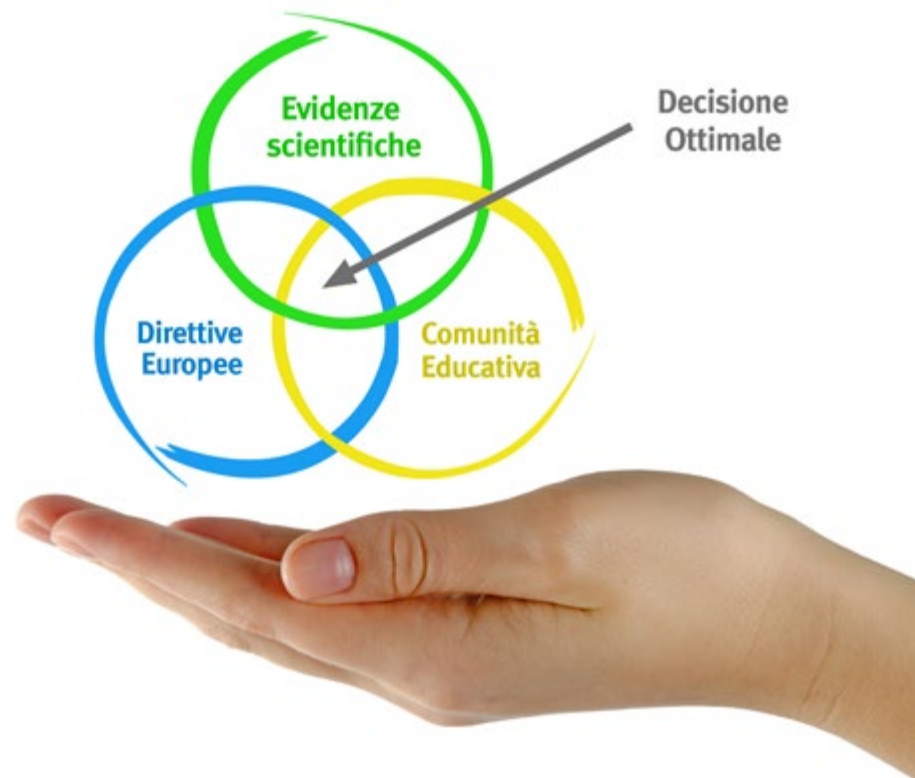 Evidenze
scientifiche
Decisione
Ottimale
Direttive
Europee
Comunità
Educativa